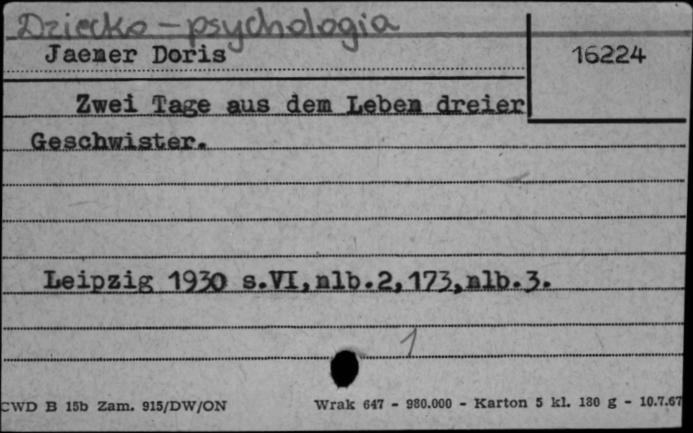 Dziecko - psychologia
Jaener Doris
16224
Zwei Tage aus dem Leben dreier
Geschwister.
Leipzig 1930 s.VI,nlb.2,173,nlb.3.
1
CWD B 15b Zam. 915/DW/ON
Wrak 647 - 980.000 - Karton 5 kl. 180 g - 10.7.67